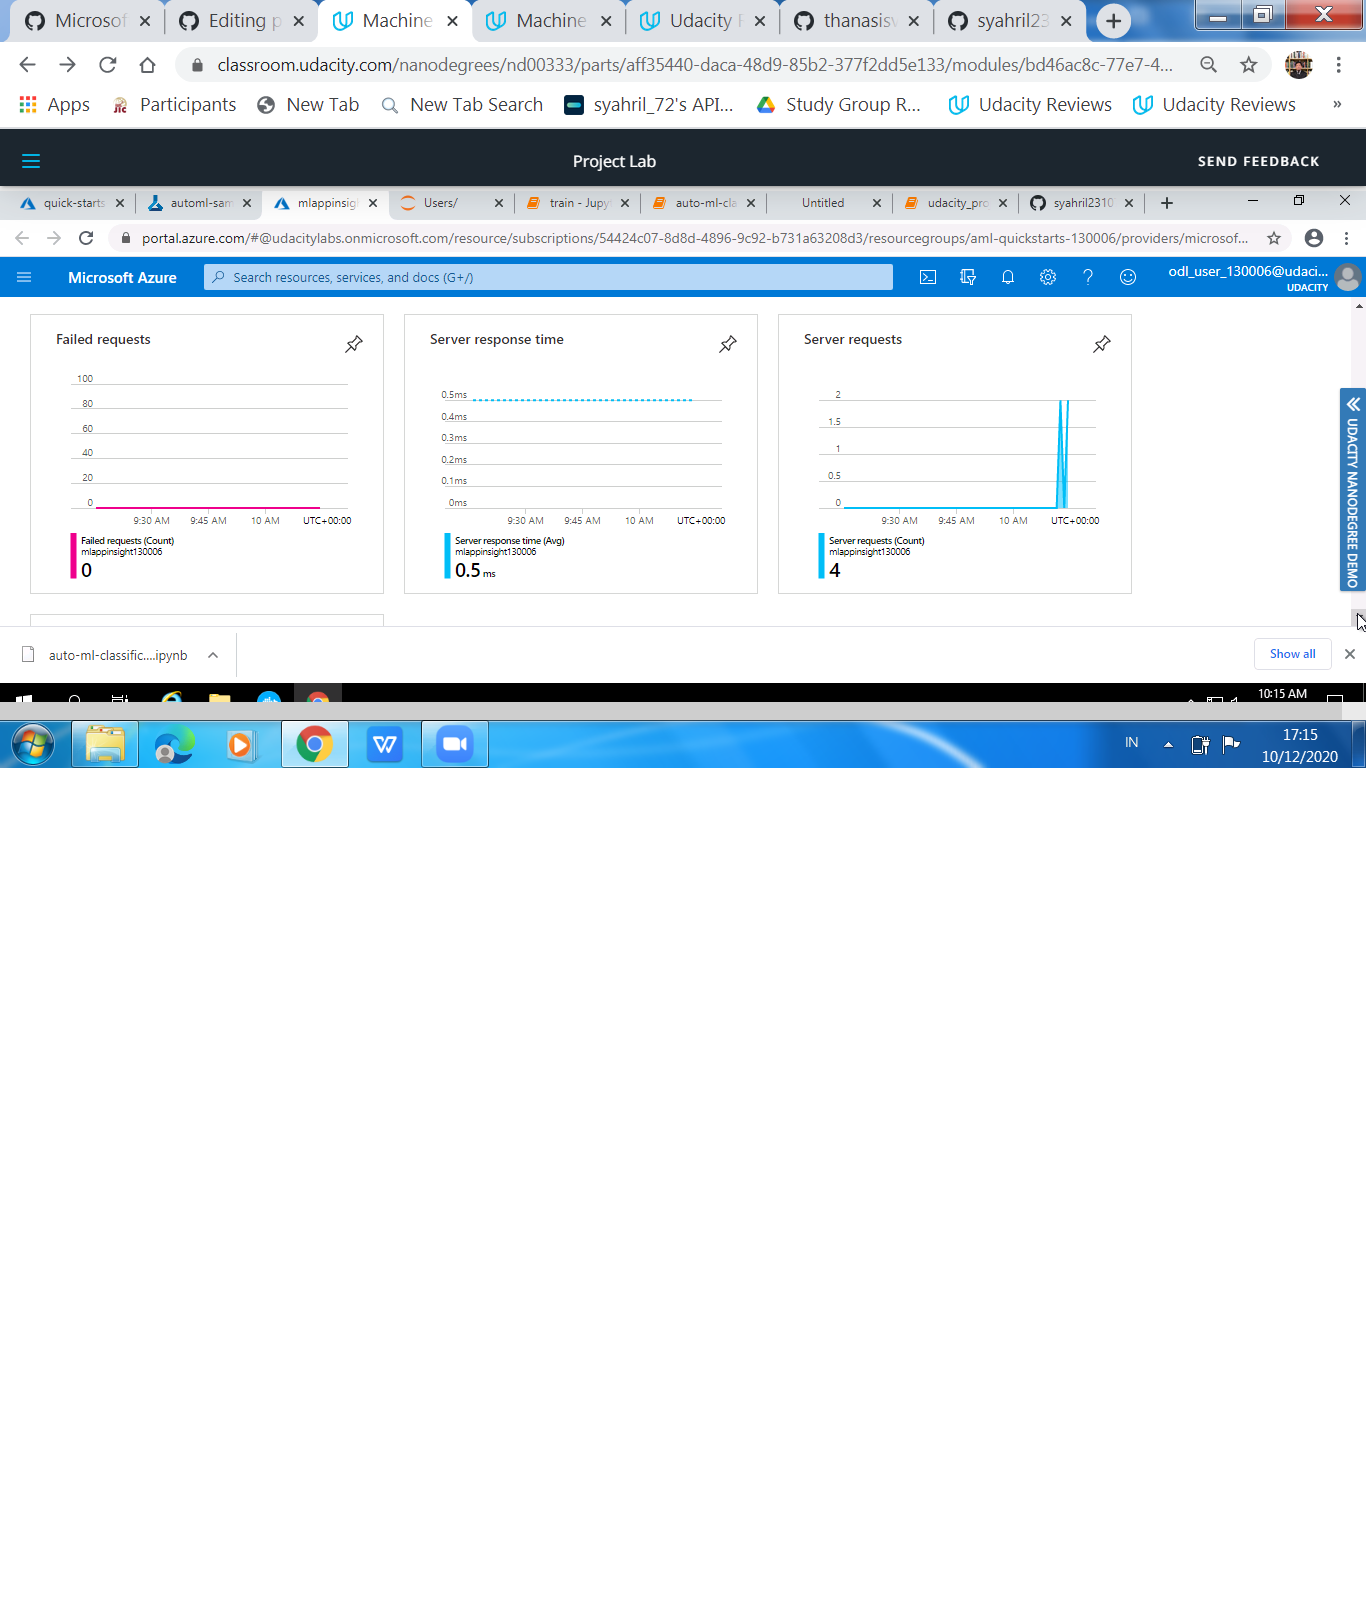 Microsof
Editing p
Machine
Machine
Udacity
thanasisv
syahril23
classroom.udacity.com/nanodegrees/nd00333/parts/aff35440-daca-48d9-85b2-377f2dd5e133/modules/bd46ac8c-77e7-4...
Apps
Participants
New Tab
New Tab Search
syahril_72's API...
Study Group R...
Udacity Reviews
Udacity Reviews
»
Project Lab
SEND FEEDBACK
quick-starts
automl-sam
mlappinsigh
Users/
train - Jupy
auto-ml-cla
Untitled
udacity_pro
syahril2310
portal.azure.com/#@udacitylabs.onmicrosoft.com/resource/subscriptions/54424c07-8d8d-4896-9c92-b731a63208d3/resourcegroups/aml-quickstarts-130006/providers/microsof...
Microsoft Azure
Search resources, services, and docs (G+/)
odl_user_130006@udaci...
UDACITY
Failed requests
100
80
60
40
20
0
9:30 AM 9:45 AM 10 AM UTC+00:00
Failed requests (Count)
mlappinsight130006
0
Server response time
0.5ms
0.4ms
0.3ms
0.2ms
0.1ms
0ms
9:30 AM 9:45 AM 10 AM UTC+00:00
Server response time (Avg)
mlappinsight130006
0.5 ms
Server requests
2
1.5
1
0.5
0
9:30 AM 9:45 AM 10 AM UTC+00:00
Server requests (Count)
mlappinsight130006
4
UDACITY NANODEGREE DEMO
auto-ml-classific....ipynb
Show all
10:15 AM
IN
17:15
10/12/2020